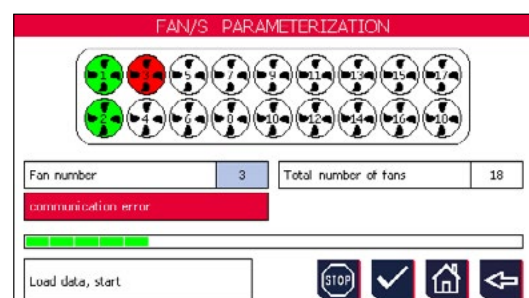 FAN/S PARAMETERIZATION
1 3 5 7 9 11 13 15 17
2 4 6 8 10 12 14 16 10
Fan number 3 Total number of fans 18
communication error
Load data, start STOP